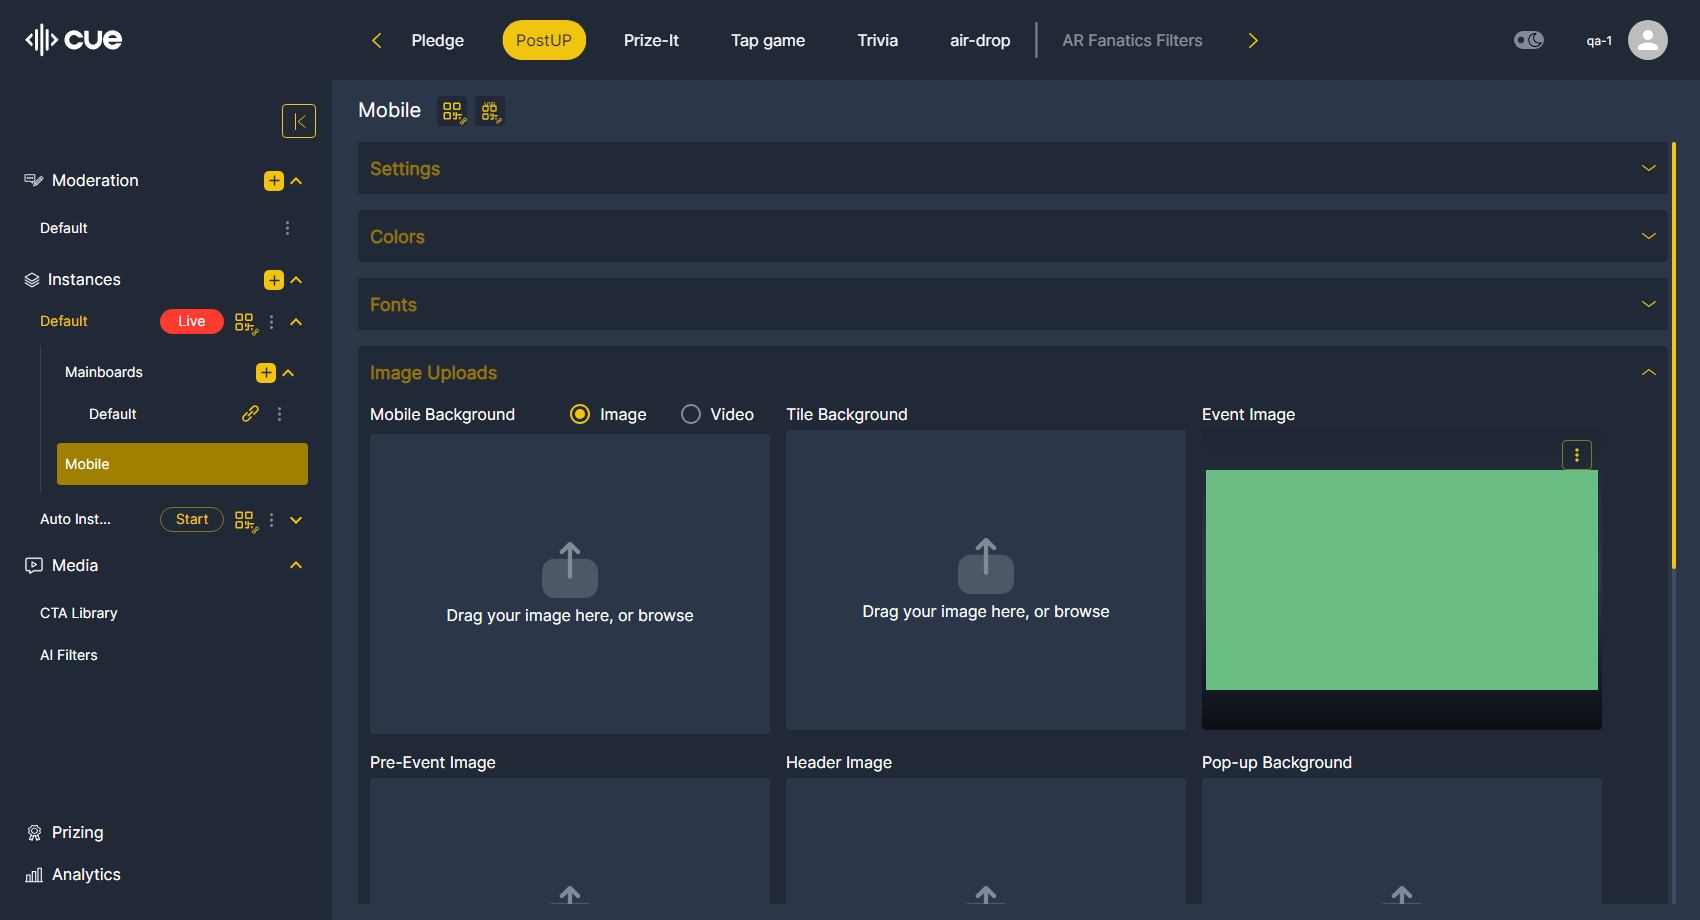 cue
Pledge PostUP Prize-It Tap game Trivia air-drop AR Fanatics Filters qa-1
Mobile
VIP
Moderation
Default
Instances
Default Live
Mainboards
Default
Mobile
Auto Inst... Start
Media
CTA Library
AI Filters
Prizing
Analytics
Settings
Colors
Fonts
Image Uploads
Mobile Background Image Video Tile Background Event Image
Drag your image here, or browse Drag your image here, or browse
Pre-Event Image Header Image Pop-up Background